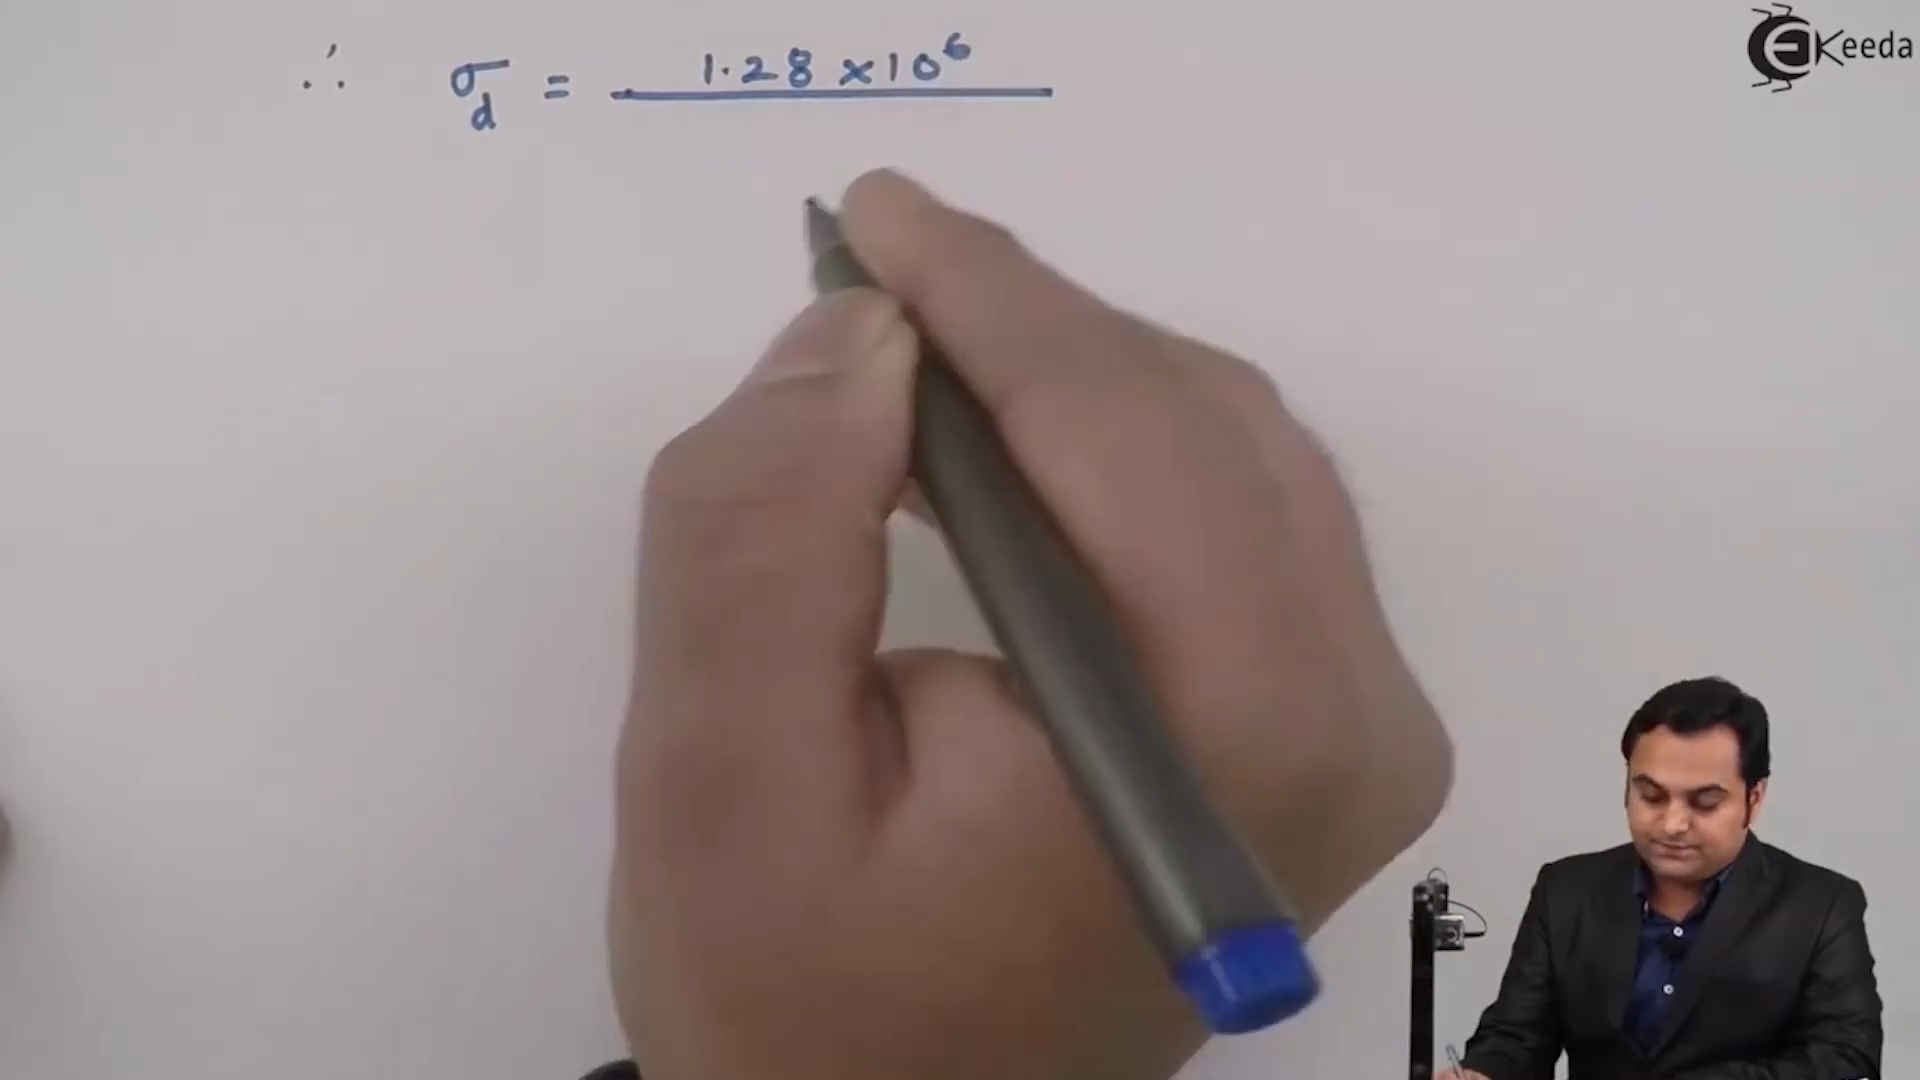 ∴ σd = 1.28 ×10⁶
Ekeeda